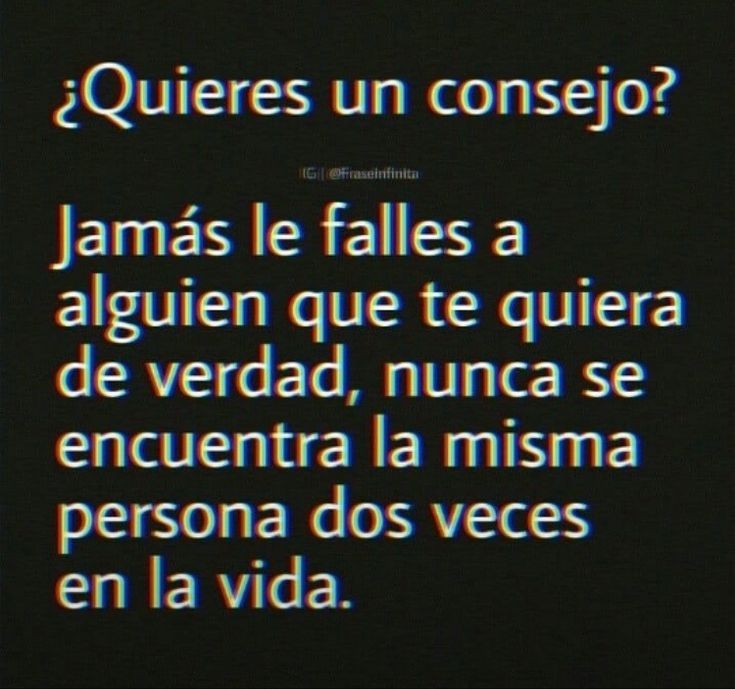 ¿Quieres un consejo?
IG | @Fraseinfinita
Jamás le falles a
alguien que te quiera
de verdad, nunca se
encuentra la misma
persona dos veces
en la vida.